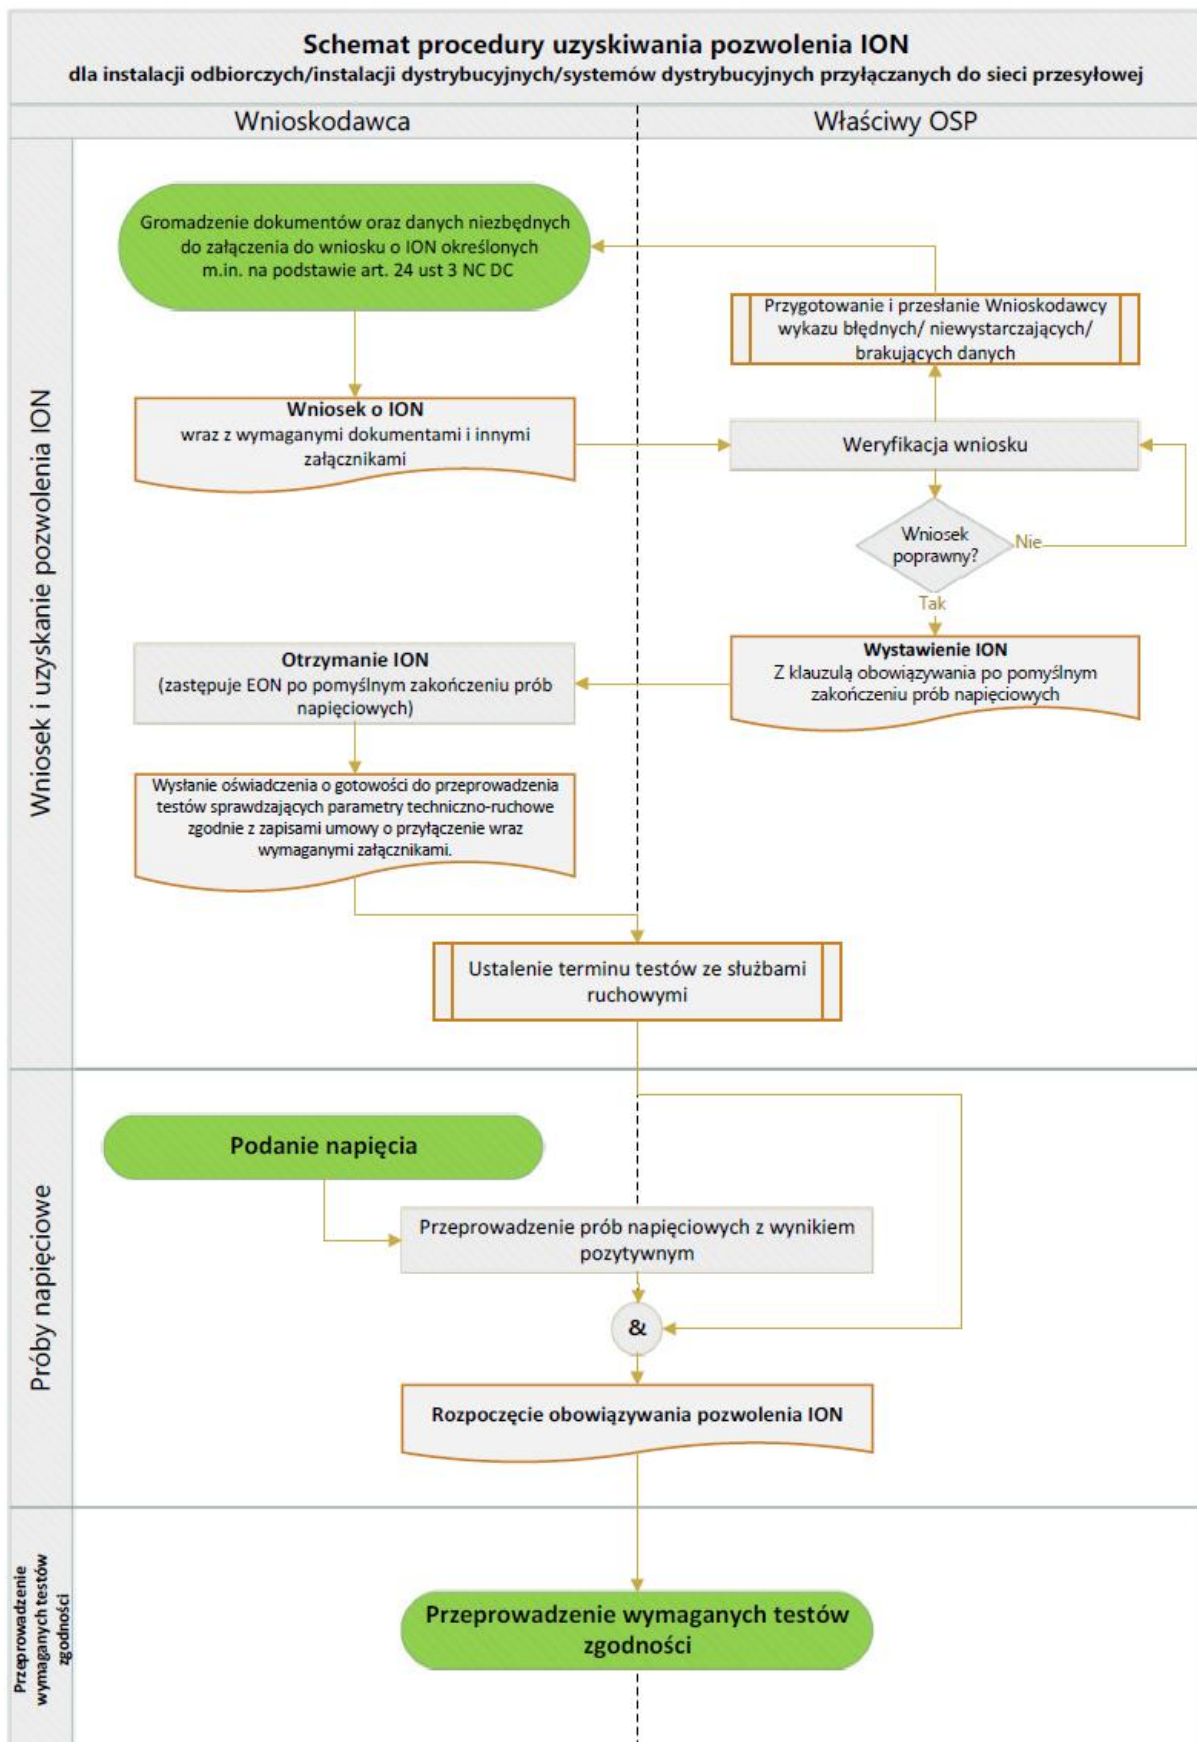 Schemat procedury uzyskiwania pozwolenia ION
dla instalacji odbiorczych/instalacji dystrybucyjnych/systemów dystrybucyjnych przyłączanych do sieci przesyłowej
Wnioskodawca
Właściwy OSP
Wniosek i uzyskanie pozwolenia ION
Gromadzenie dokumentów oraz danych niezbędnych
do załączenia do wniosku o ION określonych
m.in. na podstawie art. 24 ust 3 NC DC
Przygotowanie i przesłanie Wnioskodawcy
wykazu błędnych/ niewystarczających/
brakujących danych
Wniosek o ION
wraz z wymaganymi dokumentami i innymi
załącznikami
Weryfikacja wniosku
Wniosek
poprawny?
Nie
Tak
Wystawienie ION
Z klauzulą obowiązywania po pomyślnym
zakończeniu prób napięciowych
Otrzymanie ION
(zastępuje EON po pomyślnym zakończeniu prób
napięciowych)
Wysłanie oświadczenia o gotowości do przeprowadzenia
testów sprawdzających parametry techniczno-ruchowe
zgodnie z zapisami umowy o przyłączenie wraz
wymaganymi załącznikami.
Ustalenie terminu testów ze służbami
ruchowymi
Próby napięciowe
Podanie napięcia
Przeprowadzenie prób napięciowych z wynikiem
pozytywnym
&
Rozpoczęcie obowiązywania pozwolenia ION
Przeprowadzenie
wymaganych testów
zgodności
Przeprowadzenie wymaganych testów
zgodności